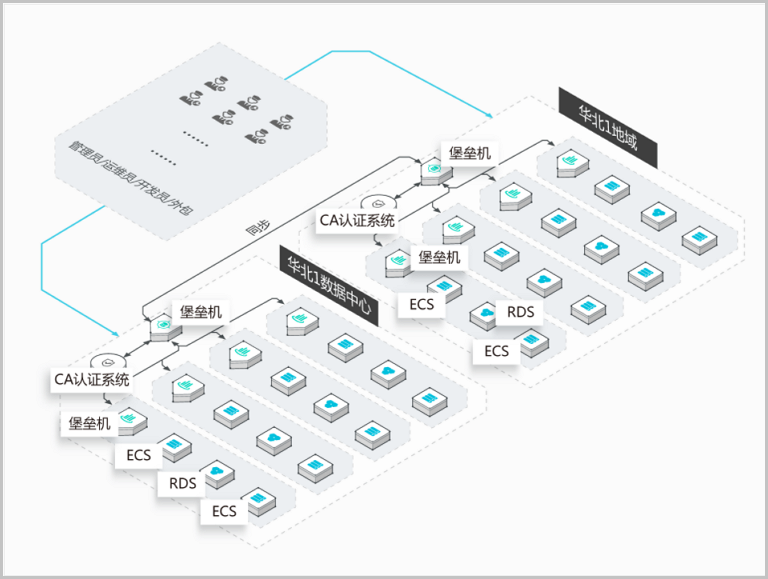 管理员/运维员/开发员/外包
华北1地域
堡垒机
CA认证系统
同步
堡垒机
ECS
RDS
ECS
华北1数据中心
堡垒机
CA认证系统
堡垒机
ECS
RDS
ECS